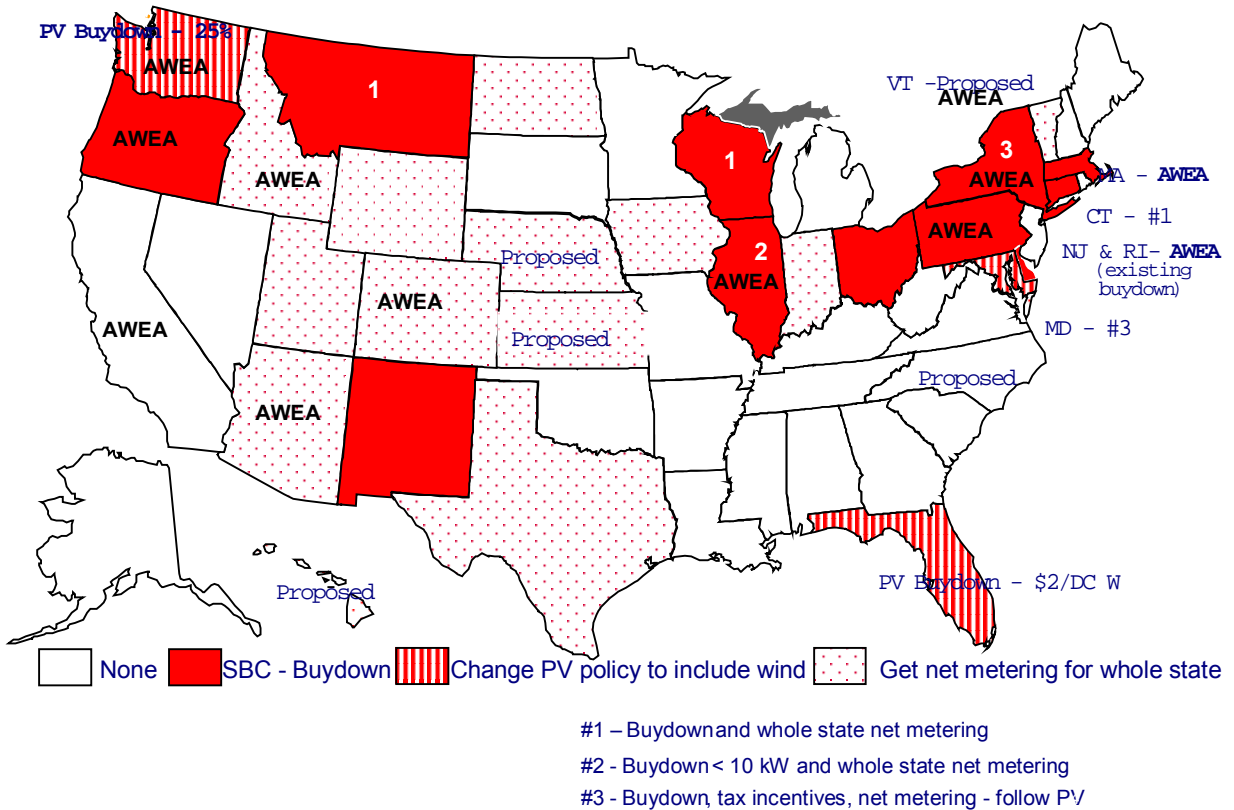 PV Buydown - 25%
AWEA
VT -Proposed
AWEA
1
AWEA
1
3
AWEA
AWEA
MA - AWEA
CT - #1
AWEA
Proposed
2
AWEA
NJ & RI- AWEA
(existing
buydown)
AWEA
AWEA
Proposed
MD - #3
Proposed
AWEA
PV Buydown - $2/DC W
Proposed
None
SBC - Buydown
Change PV policy to include wind
Get net metering for whole state
#1 – Buydown and whole state net metering
#2 - Buydown < 10 kW and whole state net metering
#3 - Buydown, tax incentives, net metering - follow PV